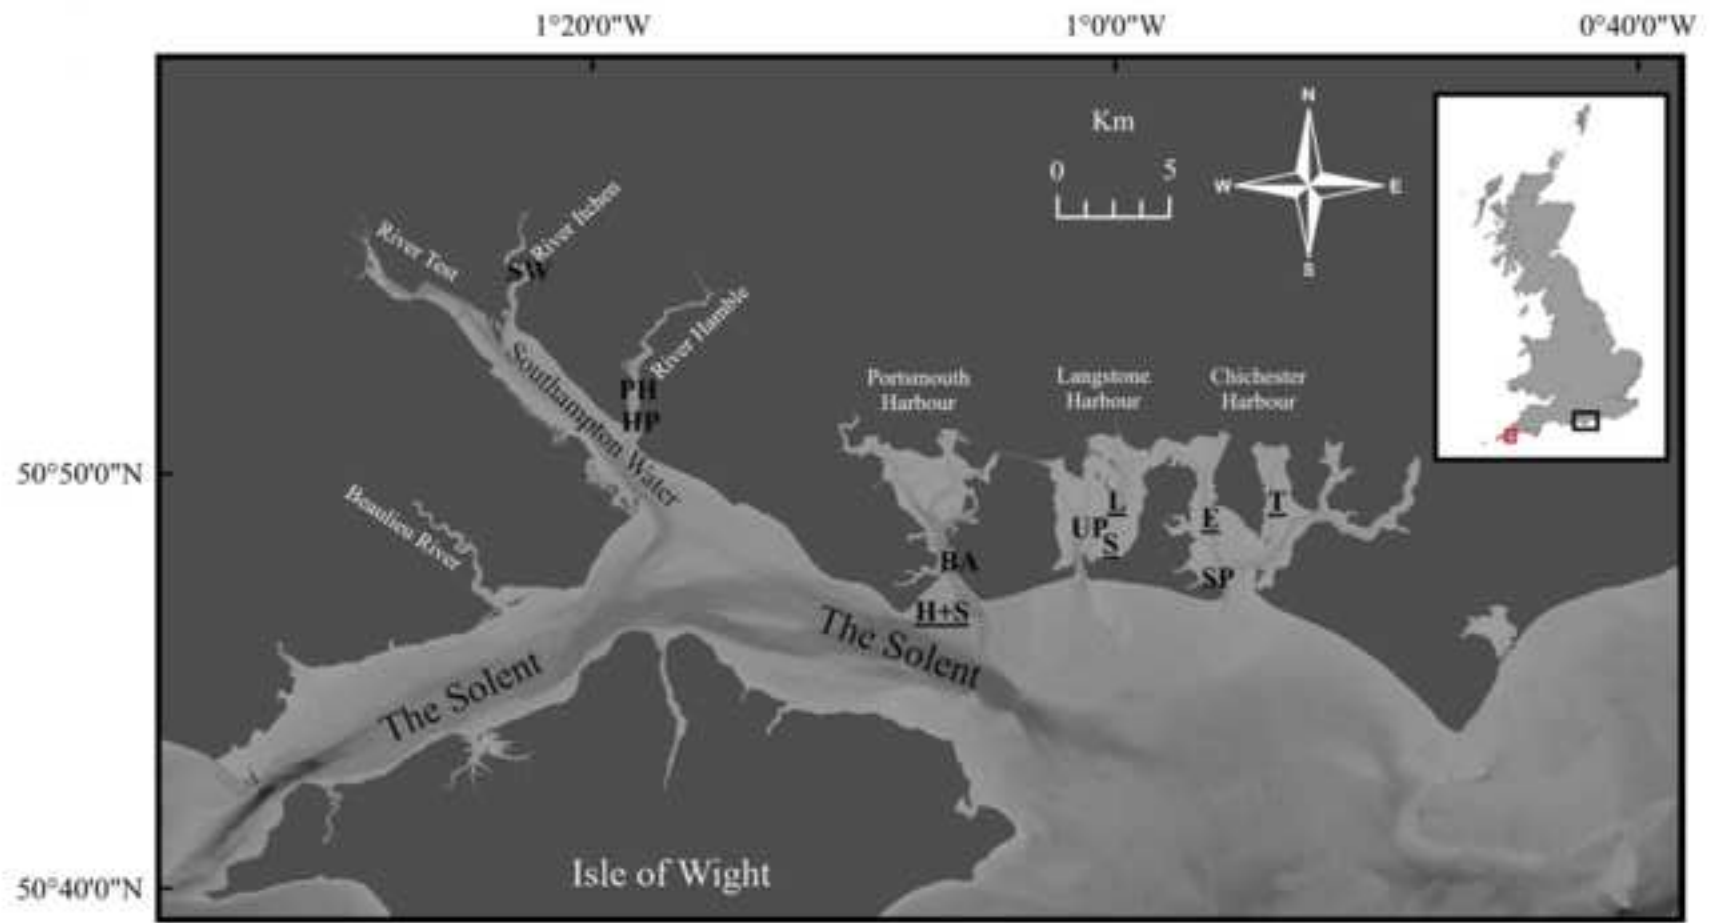 1°20'0"W
1°0'0"W
0°40'0"W
Km
0
5
N
W
E
S
River Test
River Itchen
SW
River Hamble
PH
HP
Southampton Water
Portsmouth
Harbour
Langstone
Harbour
Chichester
Harbour
50°50'0"N
Beaulieu River
L
UP
S
E
T
BA
SP
H+S
The Solent
The Solent
Isle of Wight
50°40'0"N